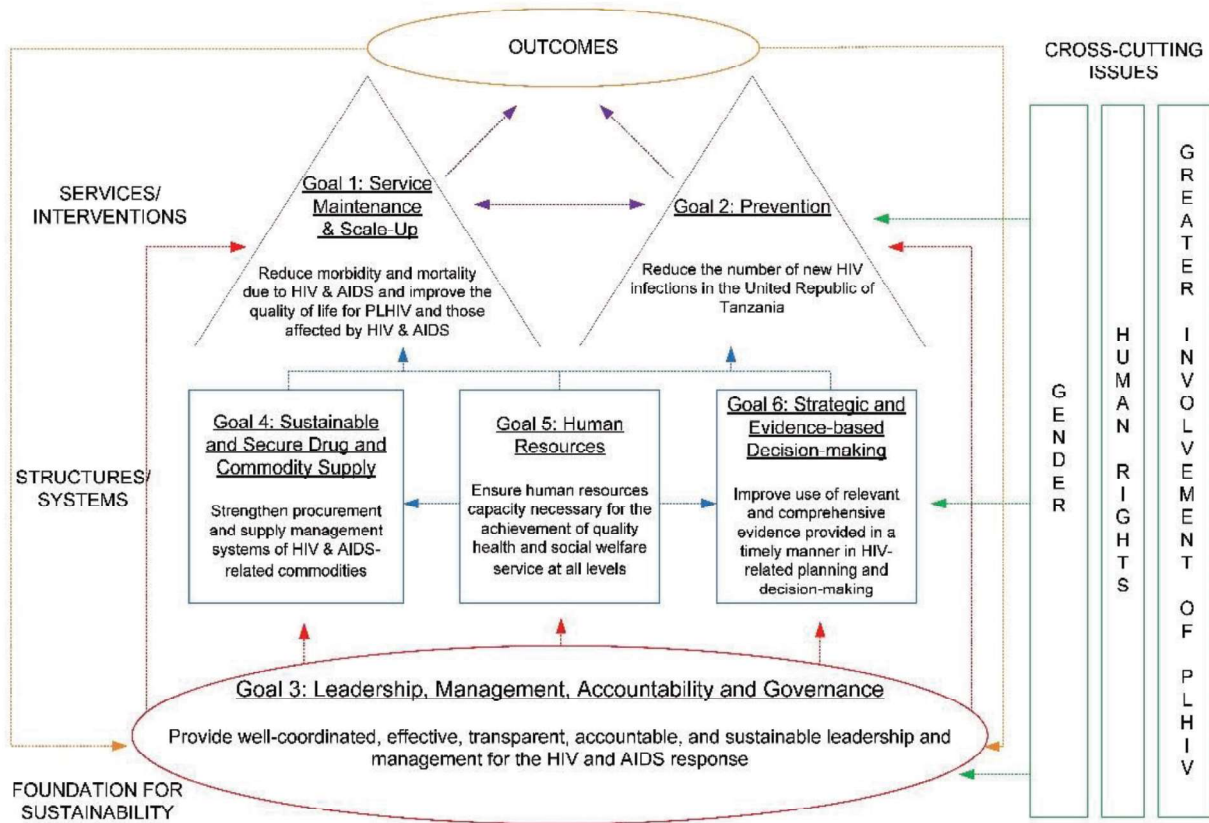 OUTCOMES
CROSS-CUTTING
ISSUES
SERVICES/
INTERVENTIONS
Goal 1: Service
Maintenance
& Scale-Up
Reduce morbidity and mortality
due to HIV & AIDS and improve the
quality of life for PLHIV and those
affected by HIV & AIDS
Goal 2: Prevention
Reduce the number of new HIV
infections in the United Republic of
Tanzania
STRUCTURES/
SYSTEMS
Goal 4: Sustainable
and Secure Drug and
Commodity Supply
Strengthen procurement
and supply management
systems of HIV & AIDS-
related commodities
Goal 5: Human
Resources
Ensure human resources
capacity necessary for the
achievement of quality
health and social welfare
service at all levels
Goal 6: Strategic and
Evidence-based
Decision-making
Improve use of relevant
and comprehensive
evidence provided in a
timely manner in HIV-
related planning and
decision-making
Goal 3: Leadership, Management, Accountability and Governance
Provide well-coordinated, effective, transparent, accountable, and sustainable leadership and
management for the HIV and AIDS response
FOUNDATION FOR
SUSTAINABILITY
GENDER
HUMAN RIGHTS
GREATER INVOLVEMENT OF PLHIV